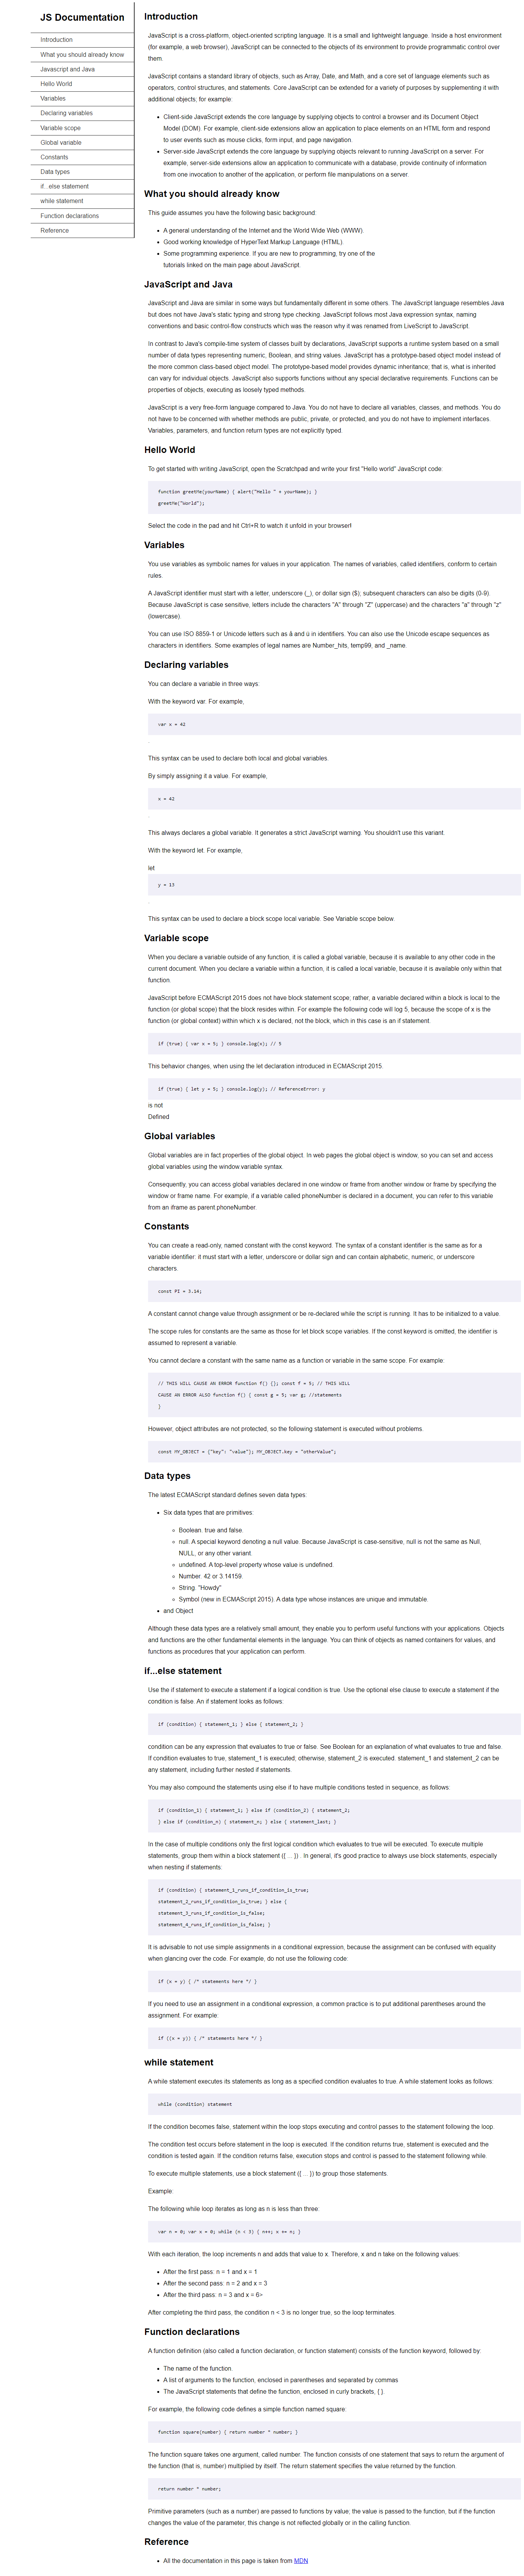 JS Documentation
Introduction
What you should already know
Javascript and Java
Hello World
Variables
Declaring variables
Variable scope
Global variable
Constants
Data types
if...else statement
while statement
Function declarations
Reference
Introduction
JavaScript is a cross-platform, object-oriented scripting language. It is a small and lightweight language. Inside a host environment
(for example, a web browser), JavaScript can be connected to the objects of its environment to provide programmatic control over
them.
JavaScript contains a standard library of objects, such as Array, Date, and Math, and a core set of language elements such as
operators, control structures, and statements. Core JavaScript can be extended for a variety of purposes by supplementing it with
additional objects; for example:
Client-side JavaScript extends the core language by supplying objects to control a browser and its Document Object
Model (DOM). For example, client-side extensions allow an application to place elements on an HTML form and respond
to user events such as mouse clicks, form input, and page navigation.
Server-side JavaScript extends the core language by supplying objects relevant to running JavaScript on a server. For
example, server-side extensions allow an application to communicate with a database, provide continuity of information
from one invocation to another of the application, or perform file manipulations on a server.
What you should already know
This guide assumes you have the following basic background:
A general understanding of the Internet and the World Wide Web (WWW).
Good working knowledge of HyperText Markup Language (HTML).
Some programming experience. If you are new to programming, try one of the
tutorials linked on the main page about JavaScript.
JavaScript and Java
JavaScript and Java are similar in some ways but fundamentally different in some others. The JavaScript language resembles Java
but does not have Java's static typing and strong type checking. JavaScript follows most Java expression syntax, naming
conventions and basic control-flow constructs which was the reason why it was renamed from LiveScript to JavaScript.
In contrast to Java's compile-time system of classes built by declarations, JavaScript supports a runtime system based on a small
number of data types representing numeric, Boolean, and string values. JavaScript has a prototype-based object model instead of
the more common class-based object model. The prototype-based model provides dynamic inheritance; that is, what is inherited
can vary for individual objects. JavaScript also supports functions without any special declarative requirements. Functions can be
properties of objects, executing as loosely typed methods.
JavaScript is a very free-form language compared to Java. You do not have to declare all variables, classes, and methods. You do
not have to be concerned with whether methods are public, private, or protected, and you do not have to implement interfaces.
Variables, parameters, and function return types are not explicitly typed.
Hello World
To get started with writing JavaScript, open the Scratchpad and write your first "Hello world" JavaScript code:
function greetMe(yourName) { alert("Hello " + yourName); }
greetMe("World");
Select the code in the pad and hit Ctrl+R to watch it unfold in your browser!
Variables
You use variables as symbolic names for values in your application. The names of variables, called identifiers, conform to certain
rules.
A JavaScript identifier must start with a letter, underscore (_), or dollar sign ($); subsequent characters can also be digits (0-9).
Because JavaScript is case sensitive, letters include the characters "A" through "Z" (uppercase) and the characters "a" through "z"
(lowercase).
You can use ISO 8859-1 or Unicode letters such as å and ü in identifiers. You can also use the Unicode escape sequences as
characters in identifiers. Some examples of legal names are Number_hits, temp99, and _name.
Declaring variables
You can declare a variable in three ways:
With the keyword var. For example,
var x = 42
.
This syntax can be used to declare both local and global variables.
By simply assigning it a value. For example,
x = 42
.
This always declares a global variable. It generates a strict JavaScript warning. You shouldn't use this variant.
With the keyword let. For example,
let
y = 13
.
This syntax can be used to declare a block scope local variable. See Variable scope below.
Variable scope
When you declare a variable outside of any function, it is called a global variable, because it is available to any other code in the
current document. When you declare a variable within a function, it is called a local variable, because it is available only within that
function.
JavaScript before ECMAScript 2015 does not have block statement scope; rather, a variable declared within a block is local to the
function (or global scope) that the block resides within. For example the following code will log 5, because the scope of x is the
function (or global context) within which x is declared, not the block, which in this case is an if statement.
if (true) { var x = 5; } console.log(x); // 5
This behavior changes, when using the let declaration introduced in ECMAScript 2015.
if (true) { let y = 5; } console.log(y); // ReferenceError: y
is not
Defined
Global variables
Global variables are in fact properties of the global object. In web pages the global object is window, so you can set and access
global variables using the window.variable syntax.
Consequently, you can access global variables declared in one window or frame from another window or frame by specifying the
window or frame name. For example, if a variable called phoneNumber is declared in a document, you can refer to this variable
from an iframe as parent.phoneNumber.
Constants
You can create a read-only, named constant with the const keyword. The syntax of a constant identifier is the same as for a
variable identifier: it must start with a letter, underscore or dollar sign and can contain alphabetic, numeric, or underscore
characters.
const PI = 3.14;
A constant cannot change value through assignment or be re-declared while the script is running. It has to be initialized to a value.
The scope rules for constants are the same as those for let block scope variables. If the const keyword is omitted, the identifier is
assumed to represent a variable.
You cannot declare a constant with the same name as a function or variable in the same scope. For example:
// THIS WILL CAUSE AN ERROR function f() {}; const f = 5; // THIS WILL
CAUSE AN ERROR ALSO function f() { const g = 5; var g; //statements
}
However, object attributes are not protected, so the following statement is executed without problems.
const MY_OBJECT = {"key": "value"}; MY_OBJECT.key = "otherValue";
Data types
The latest ECMAScript standard defines seven data types:
Six data types that are primitives:
Boolean. true and false.
null. A special keyword denoting a null value. Because JavaScript is case-sensitive, null is not the same as Null,
NULL, or any other variant.
undefined. A top-level property whose value is undefined.
Number. 42 or 3.14159.
String. "Howdy"
Symbol (new in ECMAScript 2015). A data type whose instances are unique and immutable.
and Object
Although these data types are a relatively small amount, they enable you to perform useful functions with your applications. Objects
and functions are the other fundamental elements in the language. You can think of objects as named containers for values, and
functions as procedures that your application can perform.
if...else statement
Use the if statement to execute a statement if a logical condition is true. Use the optional else clause to execute a statement if the
condition is false. An if statement looks as follows:
if (condition) { statement_1; } else { statement_2; }
condition can be any expression that evaluates to true or false. See Boolean for an explanation of what evaluates to true and false.
If condition evaluates to true, statement_1 is executed; otherwise, statement_2 is executed. statement_1 and statement_2 can be
any statement, including further nested if statements.
You may also compound the statements using else if to have multiple conditions tested in sequence, as follows:
if (condition_1) { statement_1; } else if (condition_2) { statement_2;
} else if (condition_n) { statement_n; } else { statement_last; }
In the case of multiple conditions only the first logical condition which evaluates to true will be executed. To execute multiple
statements, group them within a block statement ({ ... }) . In general, it's good practice to always use block statements, especially
when nesting if statements:
if (condition) { statement_1_runs_if_condition_is_true;
statement_2_runs_if_condition_is_true; } else {
statement_3_runs_if_condition_is_false;
statement_4_runs_if_condition_is_false; }
It is advisable to not use simple assignments in a conditional expression, because the assignment can be confused with equality
when glancing over the code. For example, do not use the following code:
if (x = y) { /* statements here */ }
If you need to use an assignment in a conditional expression, a common practice is to put additional parentheses around the
assignment. For example:
if ((x = y)) { /* statements here */ }
while statement
A while statement executes its statements as long as a specified condition evaluates to true. A while statement looks as follows:
while (condition) statement
If the condition becomes false, statement within the loop stops executing and control passes to the statement following the loop.
The condition test occurs before statement in the loop is executed. If the condition returns true, statement is executed and the
condition is tested again. If the condition returns false, execution stops and control is passed to the statement following while.
To execute multiple statements, use a block statement ({ ... }) to group those statements.
Example:
The following while loop iterates as long as n is less than three:
var n = 0; var x = 0; while (n < 3) { n++; x += n; }
With each iteration, the loop increments n and adds that value to x. Therefore, x and n take on the following values:
After the first pass: n = 1 and x = 1
After the second pass: n = 2 and x = 3
After the third pass: n = 3 and x = 6>
After completing the third pass, the condition n < 3 is no longer true, so the loop terminates.
Function declarations
A function definition (also called a function declaration, or function statement) consists of the function keyword, followed by:
The name of the function.
A list of arguments to the function, enclosed in parentheses and separated by commas.
The JavaScript statements that define the function, enclosed in curly brackets, { }.
For example, the following code defines a simple function named square:
function square(number) { return number * number; }
The function square takes one argument, called number. The function consists of one statement that says to return the argument of
the function (that is, number) multiplied by itself. The return statement specifies the value returned by the function.
return number * number;
Primitive parameters (such as a number) are passed to functions by value; the value is passed to the function, but if the function
changes the value of the parameter, this change is not reflected globally or in the calling function.
Reference
All the documentation in this page is taken from MDN